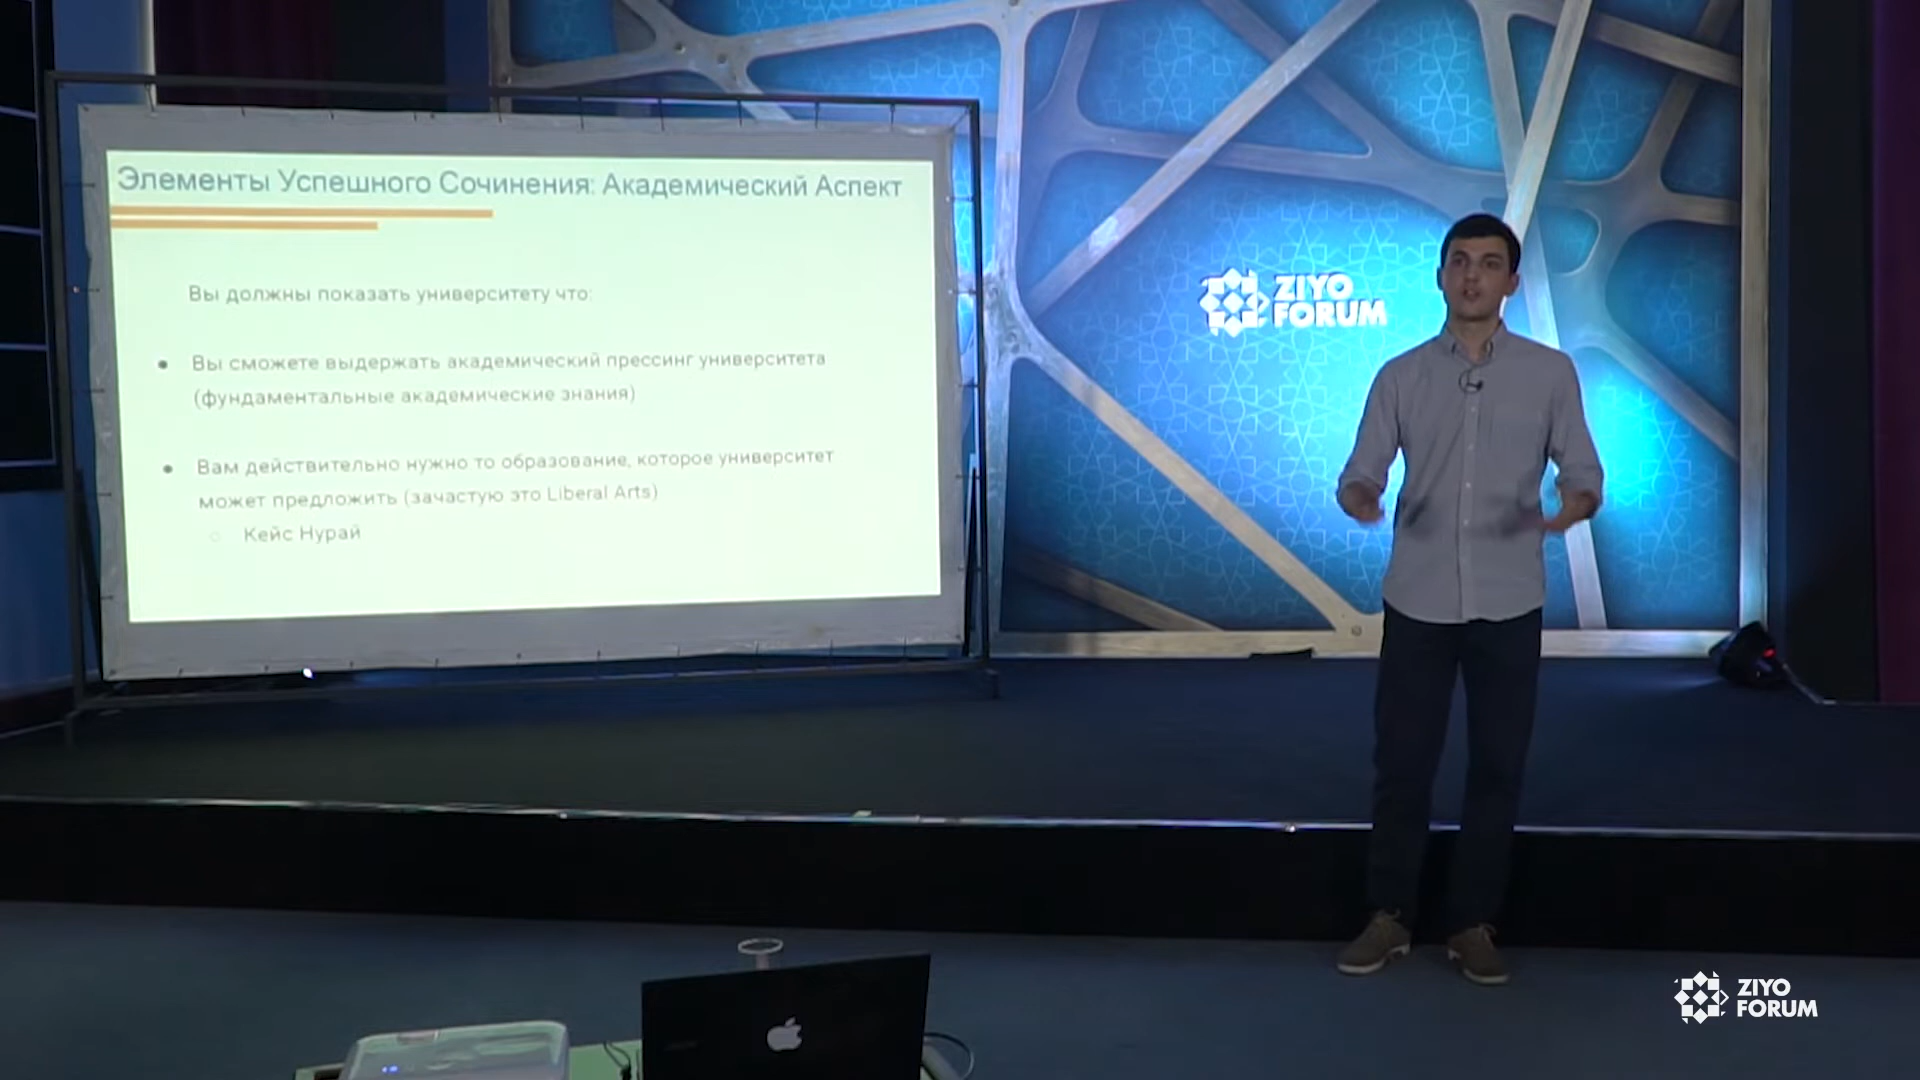 Элементы Успешного Сочинения: Академический Аспект
Вы должны показать университету что:
● Вы сможете выдержать академический прессинг университета
(фундаментальные академические знания)
● Вам действительно нужно то образование, которое университет
может предложить (зачастую это Liberal Arts)
○ Кейс Нурай
ZIYO
FORUM
ZIYO
FORUM